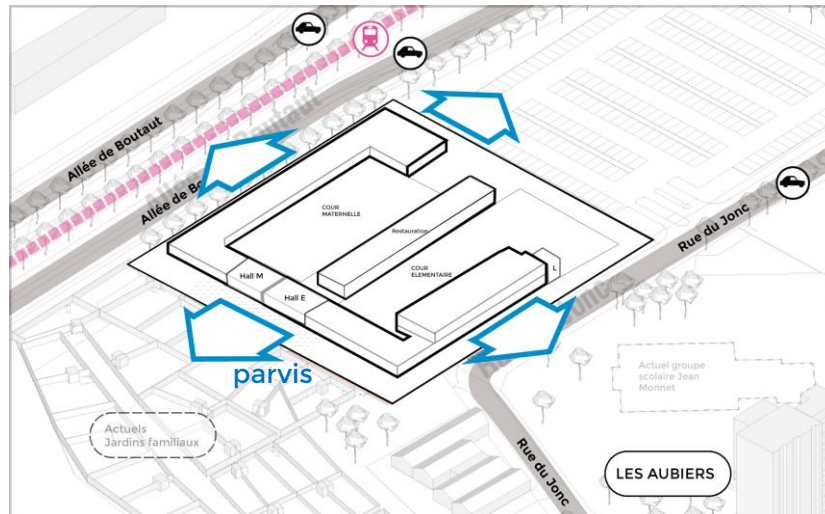 Allée de Boutaut
Allée de Bo
Boutaut
Rue du Jonc
COUR
MATERNELLE
Restauration
COUR
ELEMENTAIRE
L
Hall M
Hall E
parvis
Actuel groupe
scolaire Jean
Monnet
Actuels
Jardins familiaux
Rue du Jonc
LES AUBIERS